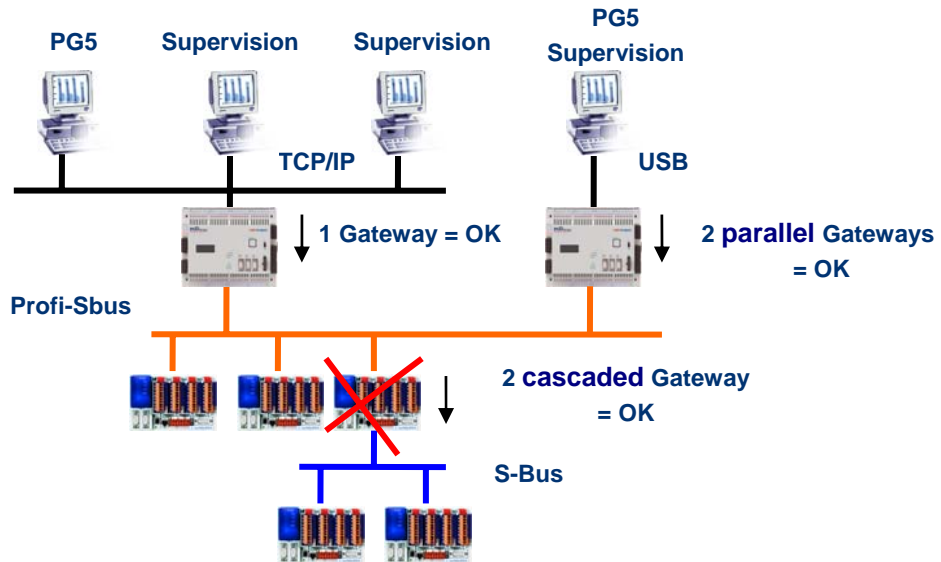 PG5
Supervision
Supervision
PG5
Supervision
TCP/IP
USB
1 Gateway = OK
2 parallel Gateways
= OK
Profi-Sbus
2 cascaded Gateway
= OK
S-Bus